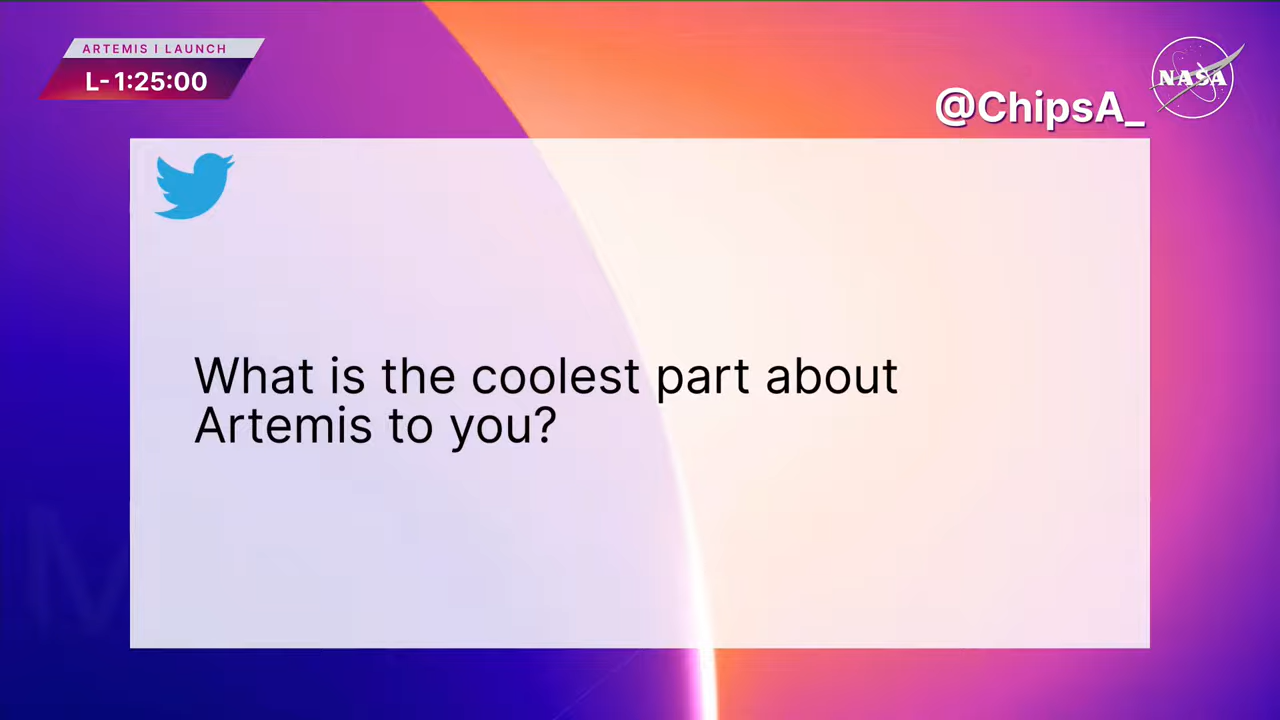 ARTEMIS I LAUNCH
L-1:25:00
@ChipsA_
NASA
What is the coolest part about
Artemis to you?